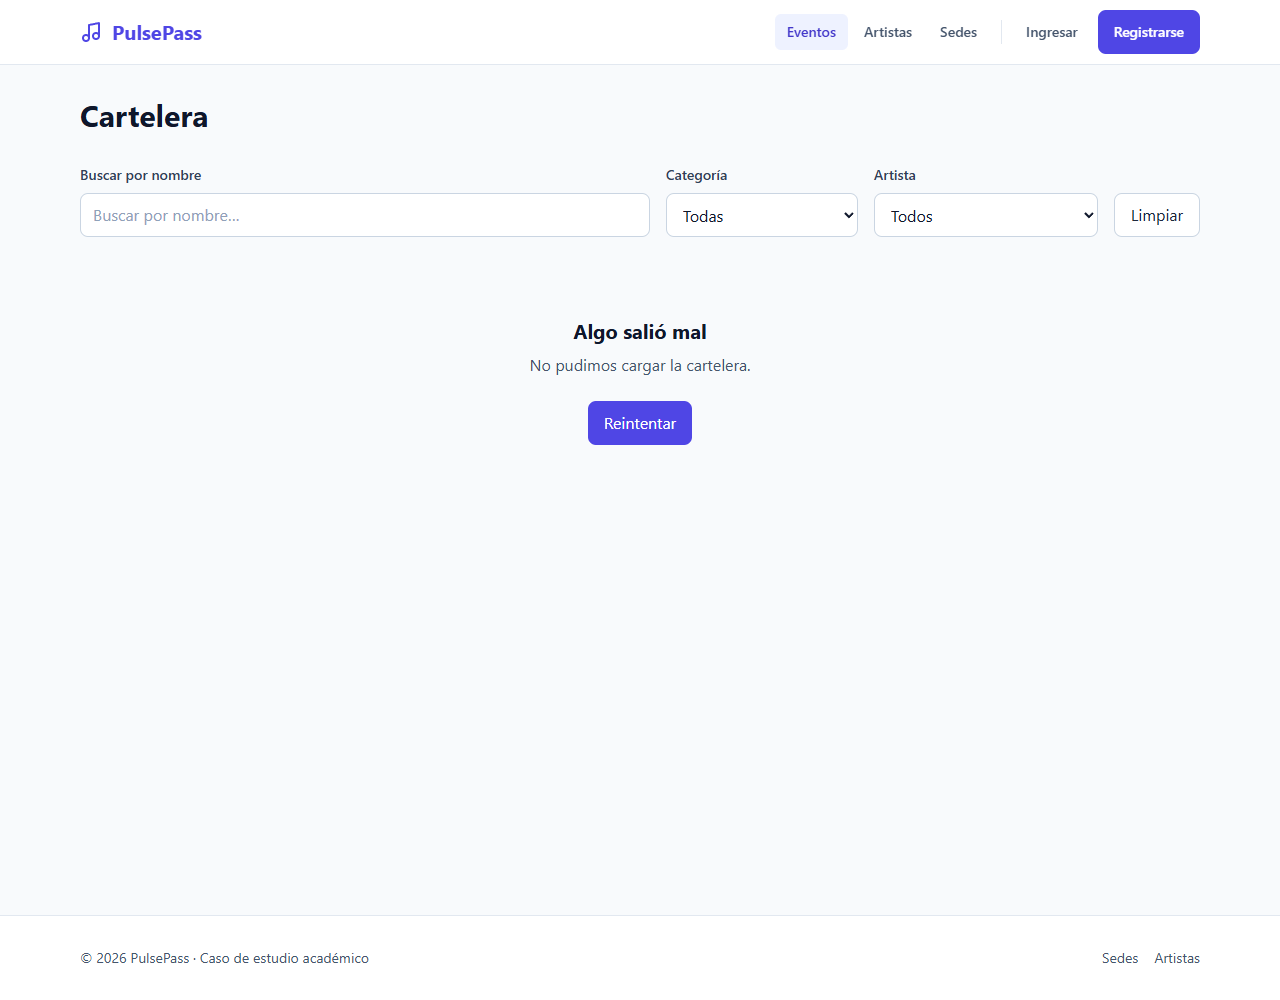 PulsePass
Eventos
Artistas
Sedes
Ingresar
Registrarse
Cartelera
Buscar por nombre
Categoría
Artista
Buscar por nombre...
Todas
Todos
Limpiar
Algo salió mal
No pudimos cargar la cartelera.
Reintentar
© 2026 PulsePass · Caso de estudio académico
Sedes
Artistas